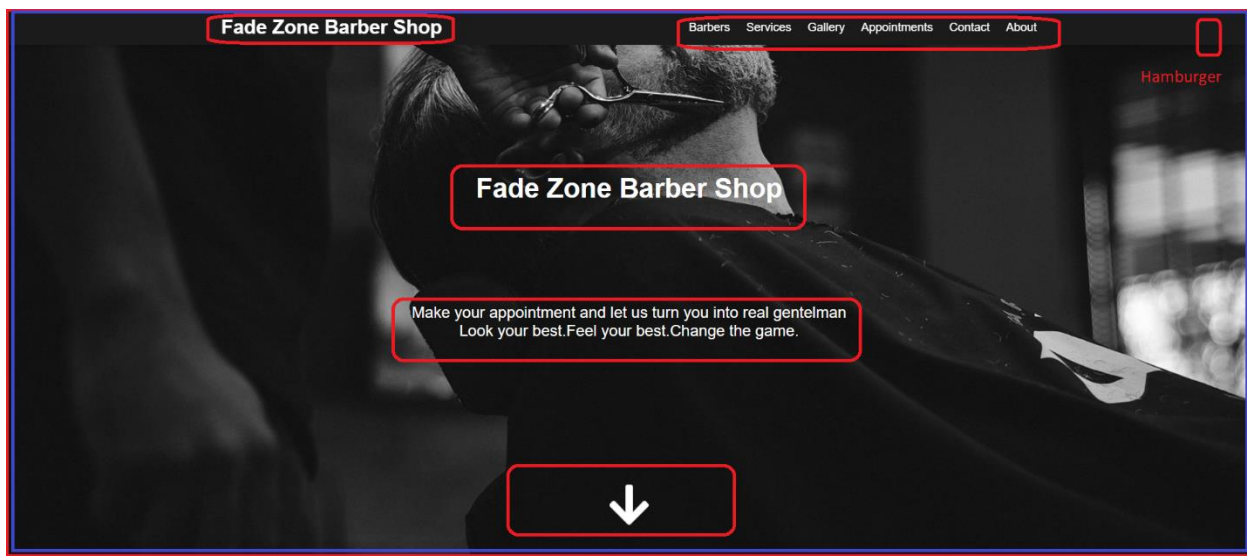 Fade Zone Barber Shop
Barbers Services Gallery Appointments Contact About
Hamburger
Fade Zone Barber Shop
Make your appointment and let us turn you into real gentelman
Look your best.Feel your best.Change the game.